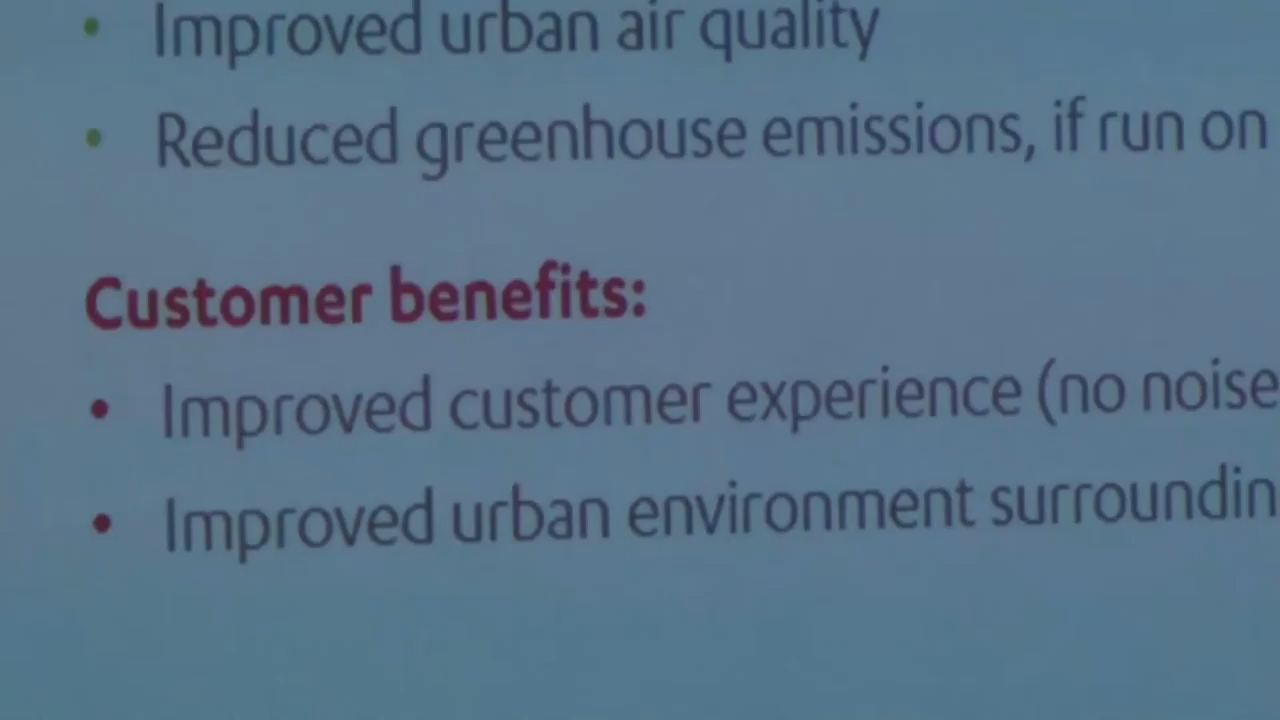 • Improved urban air quality
• Reduced greenhouse emissions, if run on
Customer benefits:
• Improved customer experience (no noise
• Improved urban environment